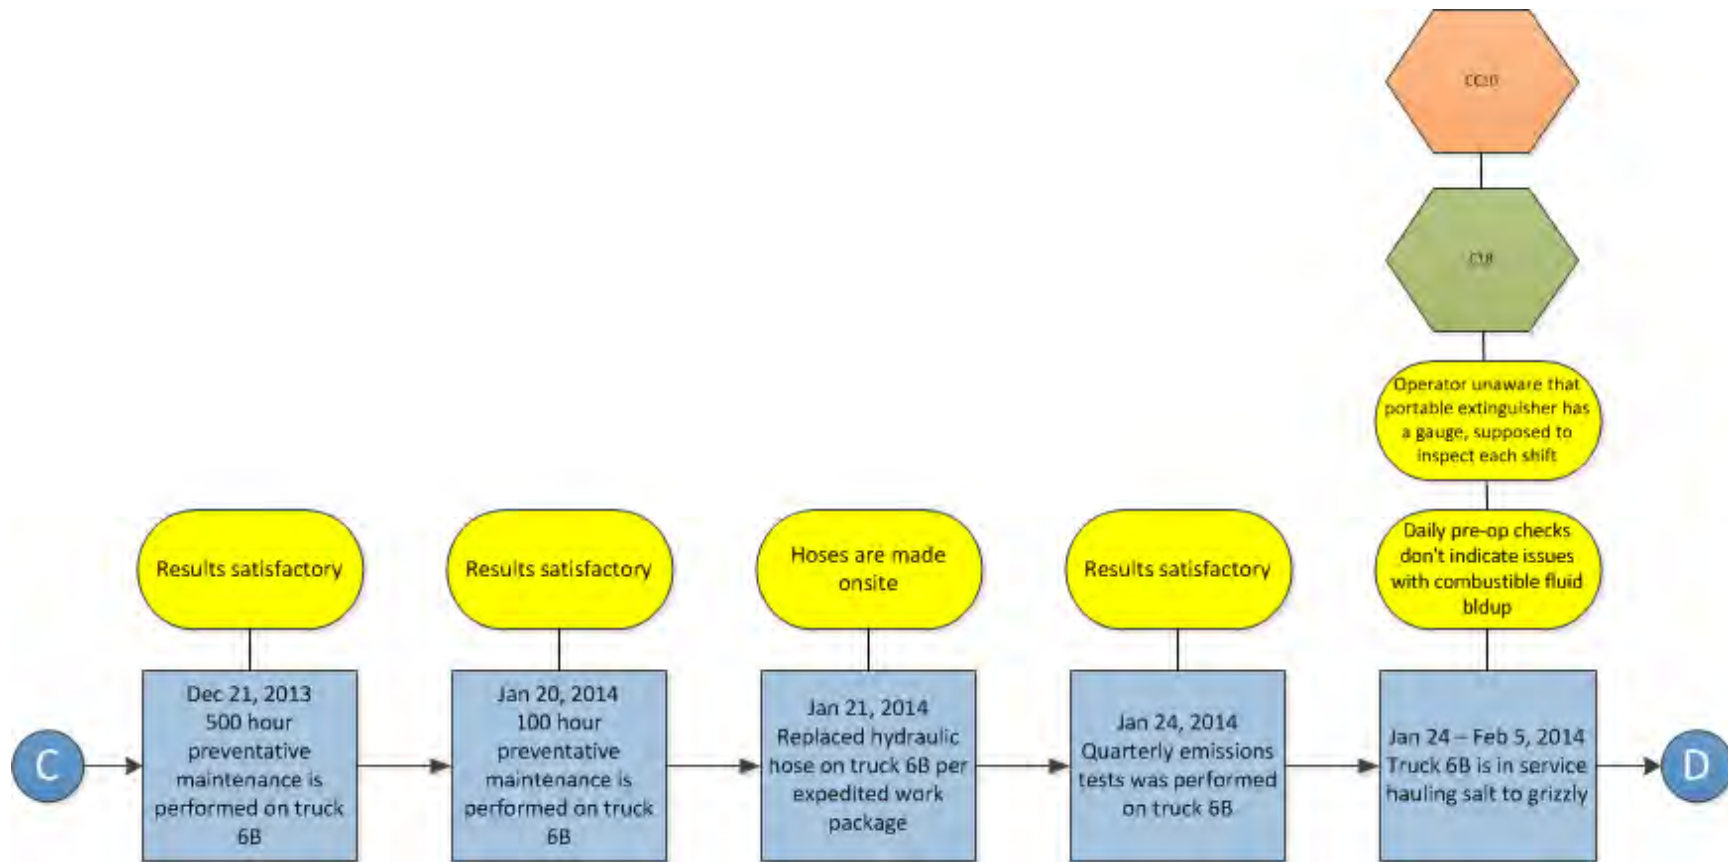 CC10
C18
Operator unaware that
portable extinguisher has
a gauge, supposed to
inspect each shift
Results satisfactory
Results satisfactory
Hoses are made
onsite
Results satisfactory
Daily pre-op checks
don't indicate issues
with combustible fluid
bldup
C
Dec 21, 2013
500 hour
preventative
maintenance is
performed on truck
6B
Jan 20, 2014
100 hour
preventative
maintenance is
performed on truck
6B
Jan 21, 2014
Replaced hydraulic
hose on truck 6B per
expedited work
package
Jan 24, 2014
Quarterly emissions
tests was performed
on truck 6B
Jan 24 – Feb 5, 2014
Truck 6B is in service
hauling salt to grizzly
D